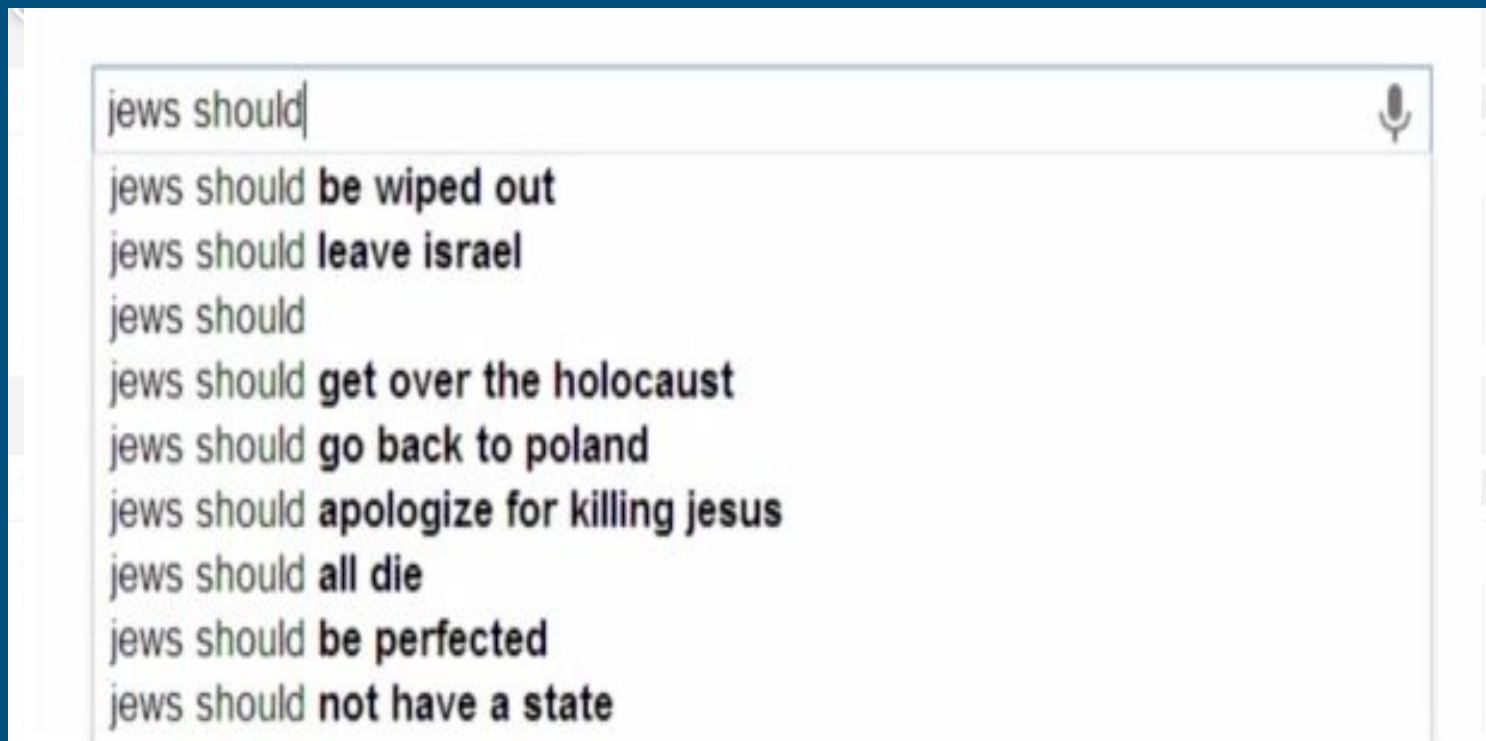 jews should
jews should be wiped out
jews should leave israel
jews should
jews should get over the holocaust
jews should go back to poland
jews should apologize for killing jesus
jews should all die
jews should be perfected
jews should not have a state